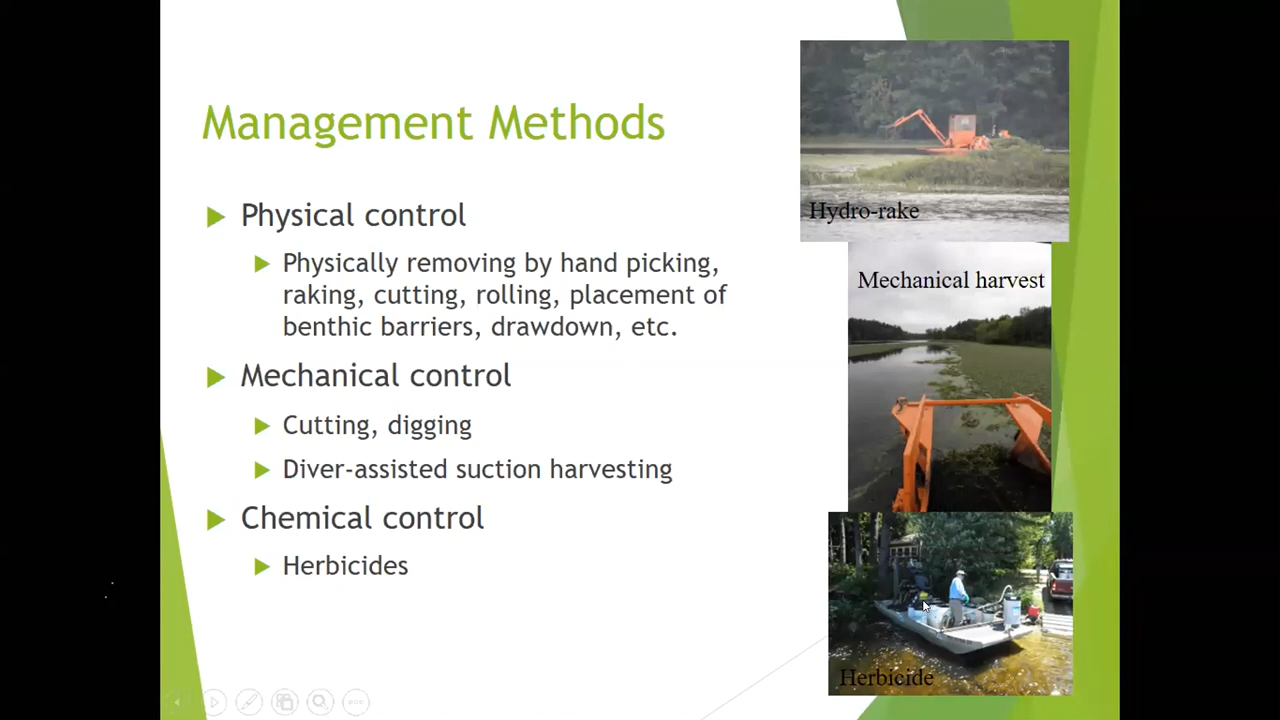 Management Methods
Physical control
Physically removing by hand picking,
raking, cutting, rolling, placement of
benthic barriers, drawdown, etc.
Mechanical control
Cutting, digging
Diver-assisted suction harvesting
Chemical control
Herbicides
Hydro-rake
Mechanical harvest
Herbicide